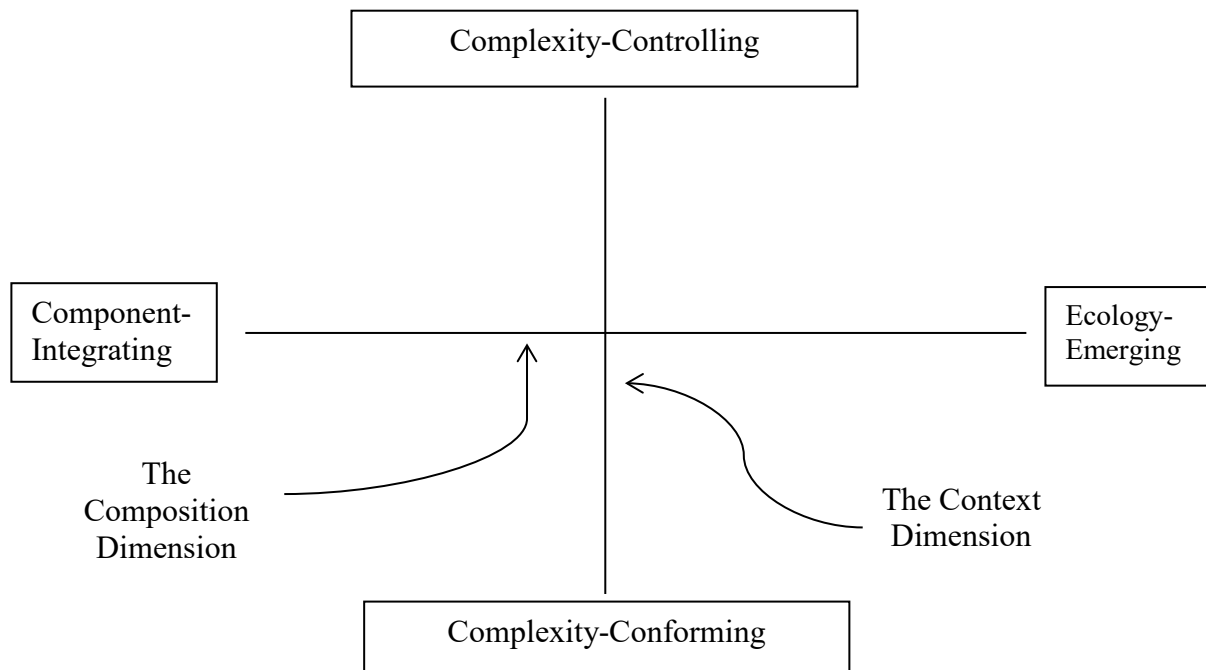 Complexity-Controlling
Component-
Integrating
Ecology-
Emerging
The
Composition
Dimension
The Context
Dimension
Complexity-Conforming